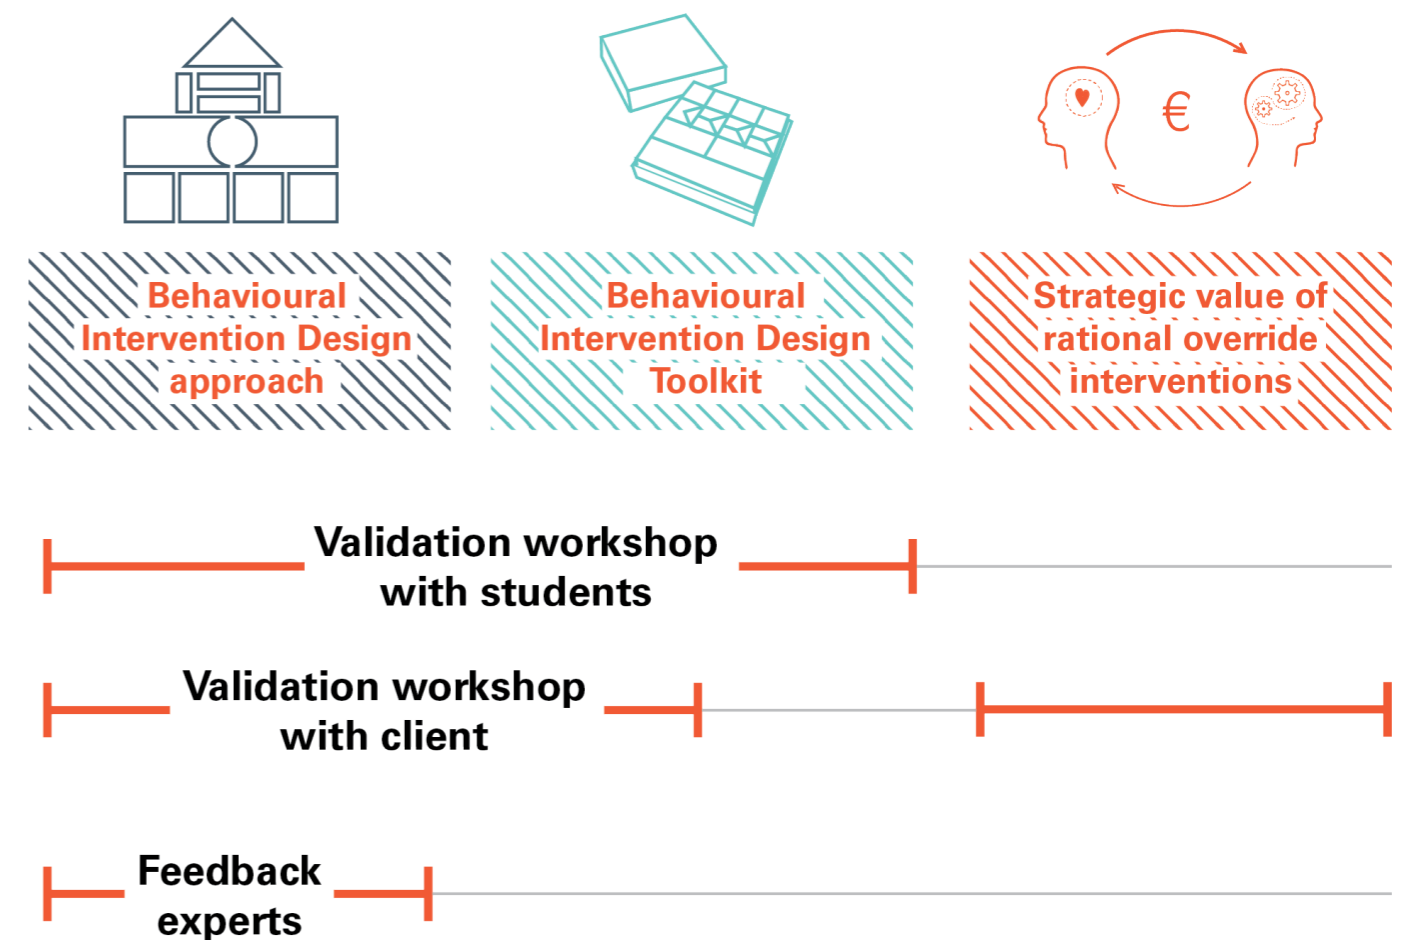 €
Behavioural
Intervention Design
approach
Behavioural
Intervention Design
Toolkit
Strategic value of
rational override
interventions
Validation workshop
with students
Validation workshop
with client
Feedback
experts